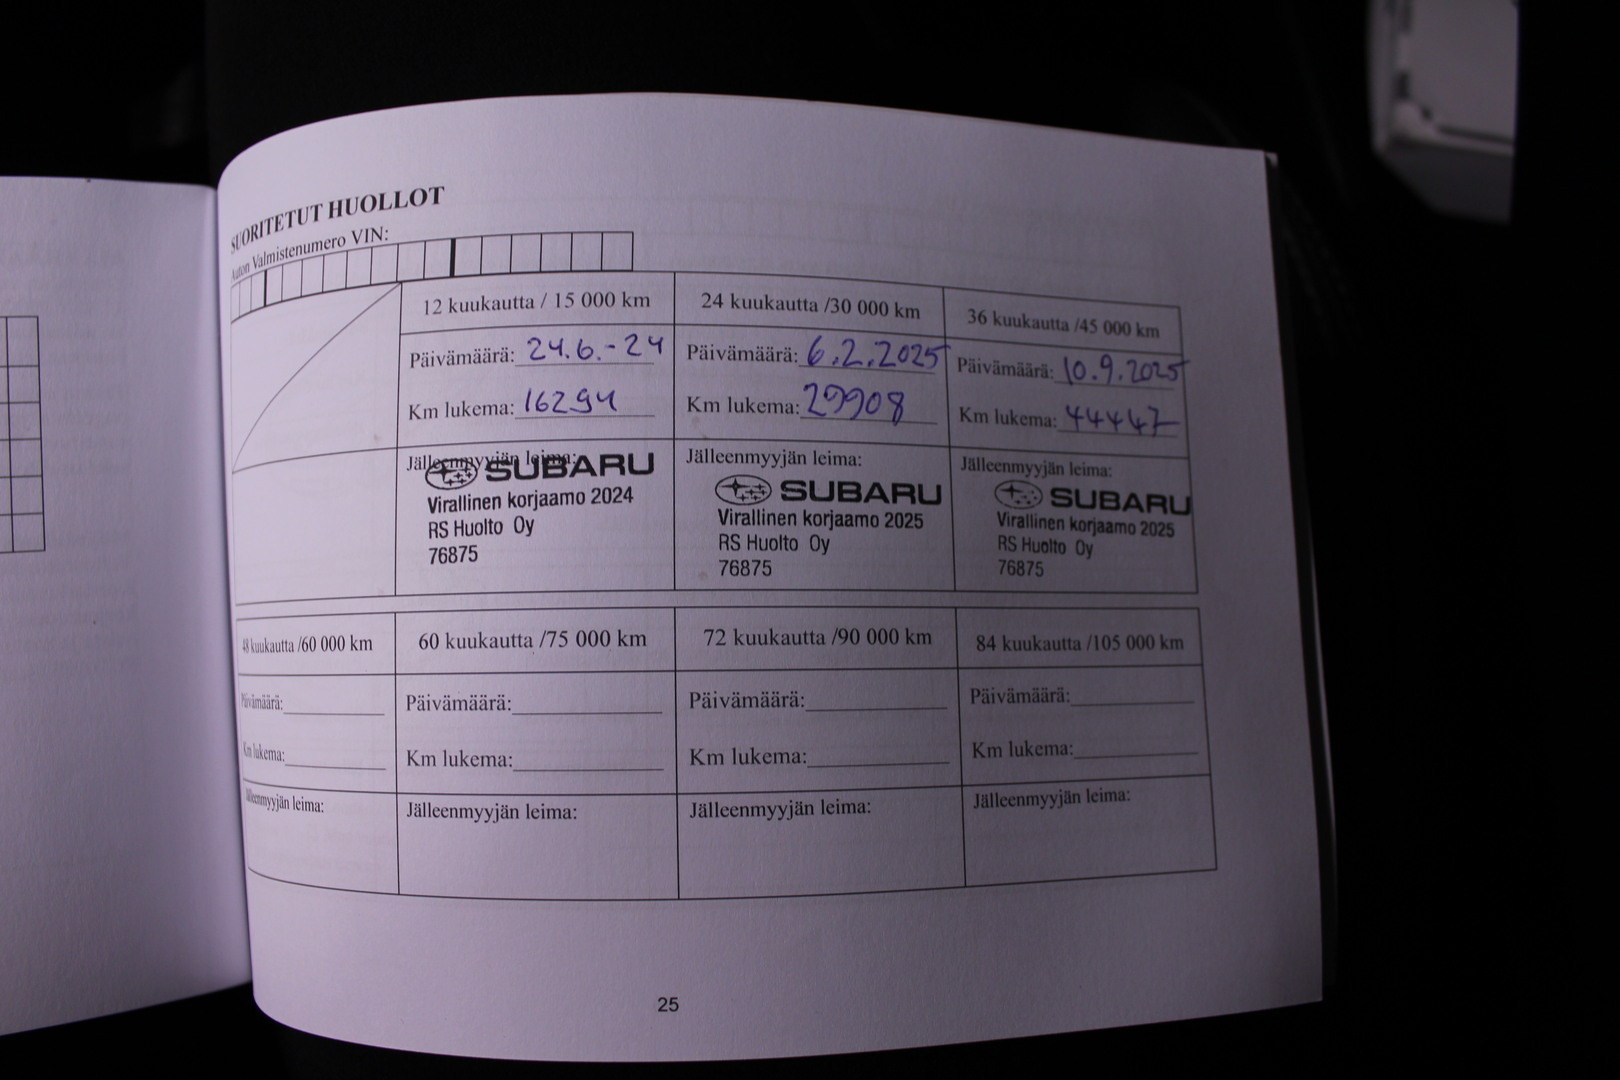 SUORITETUT HUOLLOT
Auton Valmistenumero VIN:
12 kuukautta / 15 000 km
Päivämäärä: 24.6.-24
Km lukema: 16294
Jälleenmyyjän leima:
SUBARU
Virallinen korjaamo 2024
RS Huolto Oy
76875
24 kuukautta /30 000 km
Päivämäärä: 6.2.2025
Km lukema: 29908
Jälleenmyyjän leima:
SUBARU
Virallinen korjaamo 2025
RS Huolto Oy
76875
36 kuukautta /45 000 km
Päivämäärä: 10.9.2025
Km lukema: 44447
Jälleenmyyjän leima:
SUBARU
Virallinen korjaamo 2025
RS Huolto Oy
76875
48 kuukautta /60 000 km
Päivämäärä:
Km lukema:
Jälleenmyyjän leima:
60 kuukautta /75 000 km
Päivämäärä:
Km lukema:
Jälleenmyyjän leima:
72 kuukautta /90 000 km
Päivämäärä:
Km lukema:
Jälleenmyyjän leima:
84 kuukautta /105 000 km
Päivämäärä:
Km lukema:
Jälleenmyyjän leima:
25